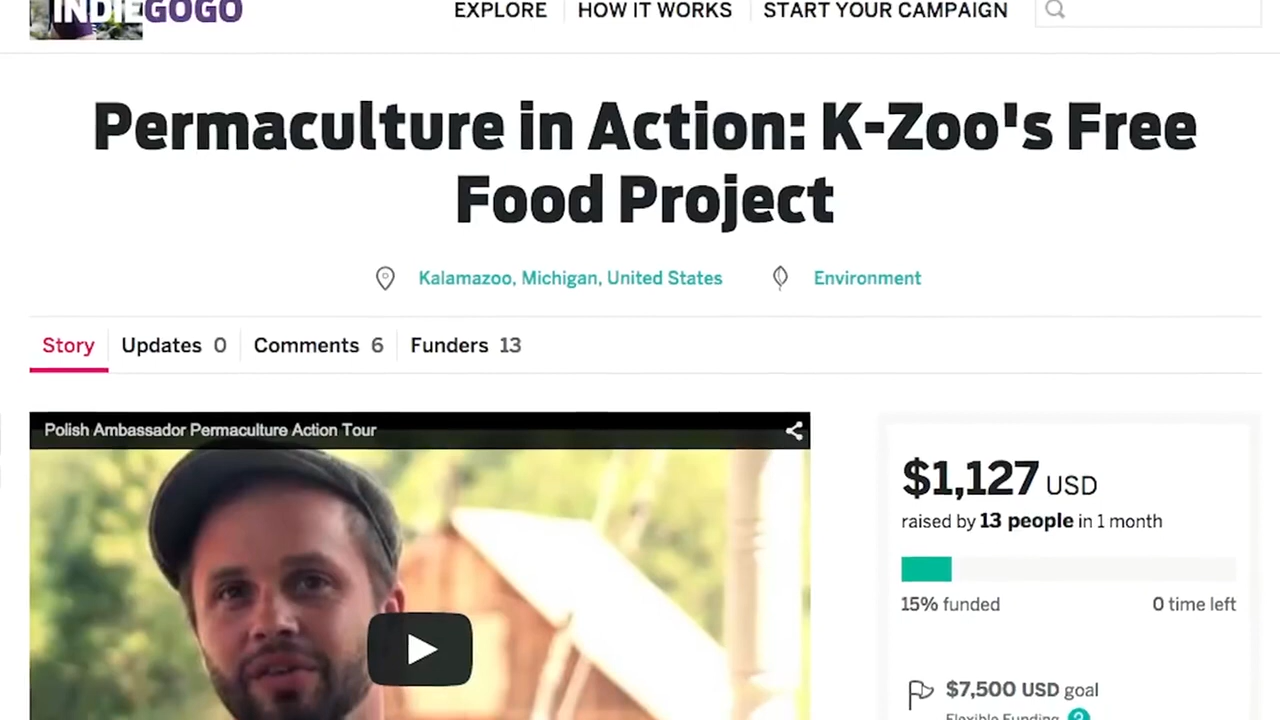 INDIEGOGO
EXPLORE HOW IT WORKS START YOUR CAMPAIGN
Permaculture in Action: K-Zoo's Free
Food Project
Kalamazoo, Michigan, United States Environment
Story Updates 0 Comments 6 Funders 13
Polish Ambassador Permaculture Action Tour
$1,127 USD
raised by 13 people in 1 month
15% funded 0 time left
$7,500 USD goal
Flexible Funding ?